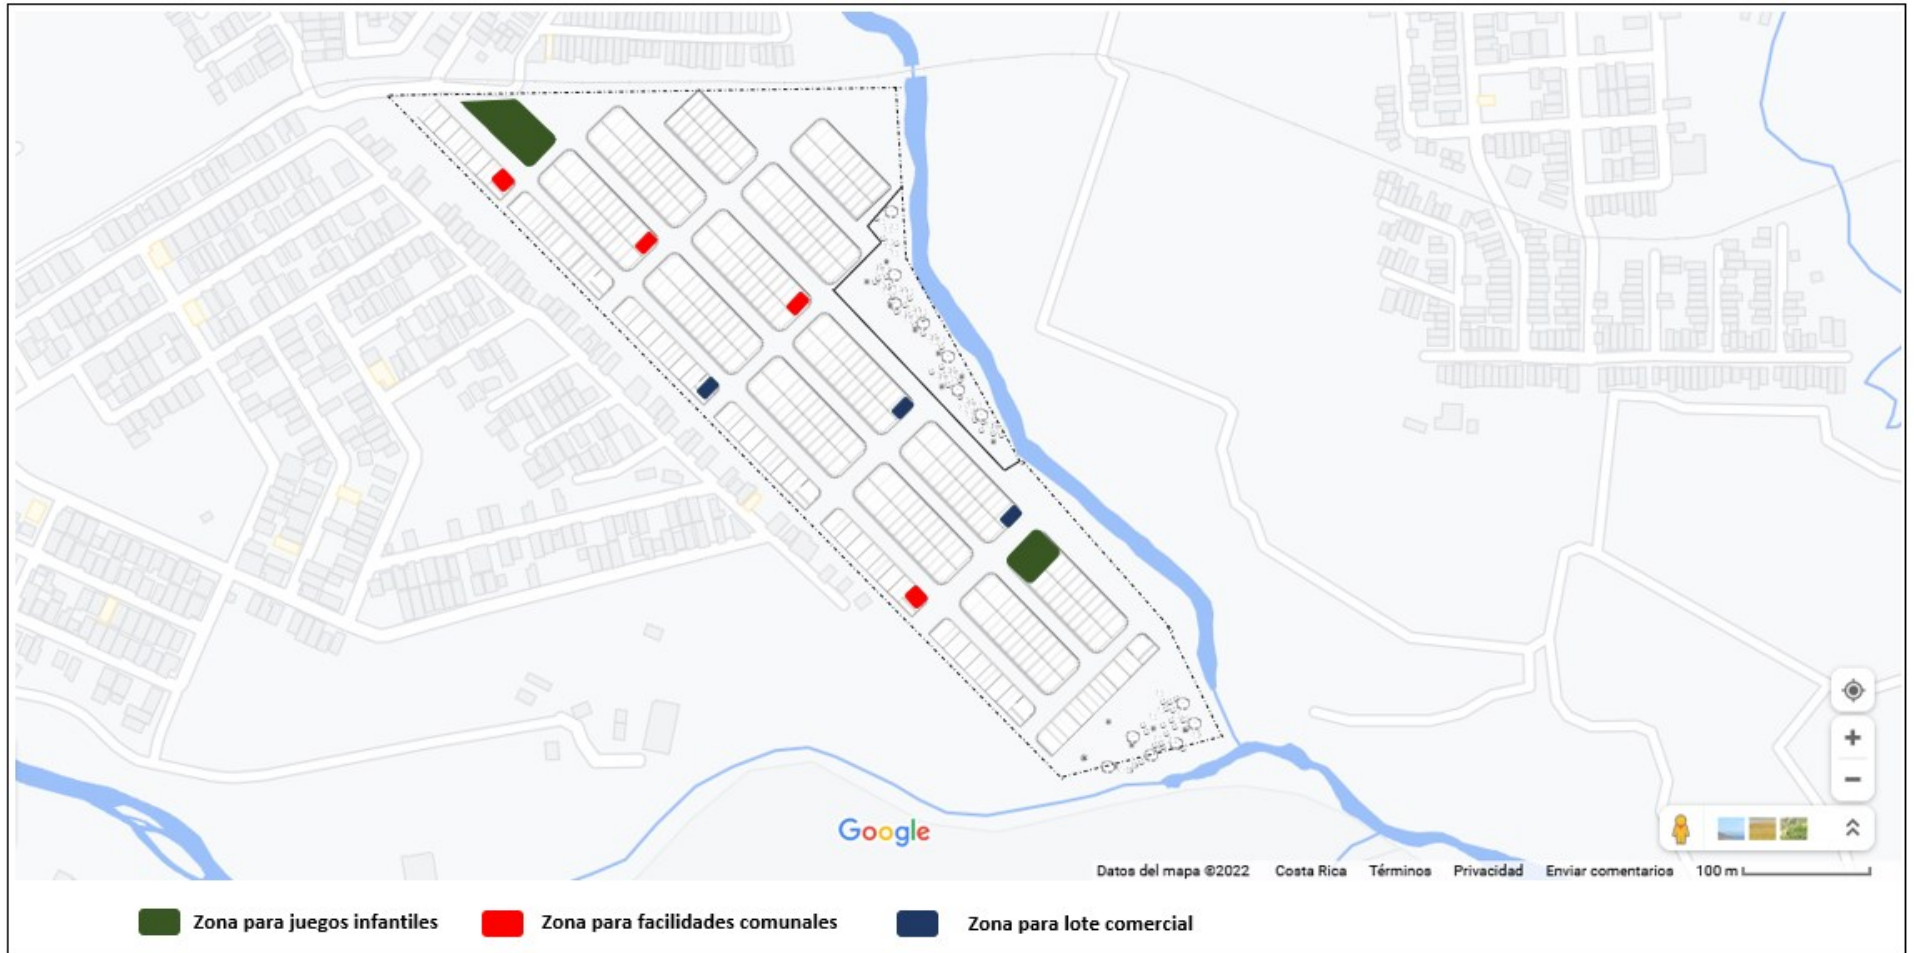 Google
Datos del mapa ©2022 Costa Rica Términos Privacidad Enviar comentarios 100 m
Zona para juegos infantiles Zona para facilidades comunales Zona para lote comercial